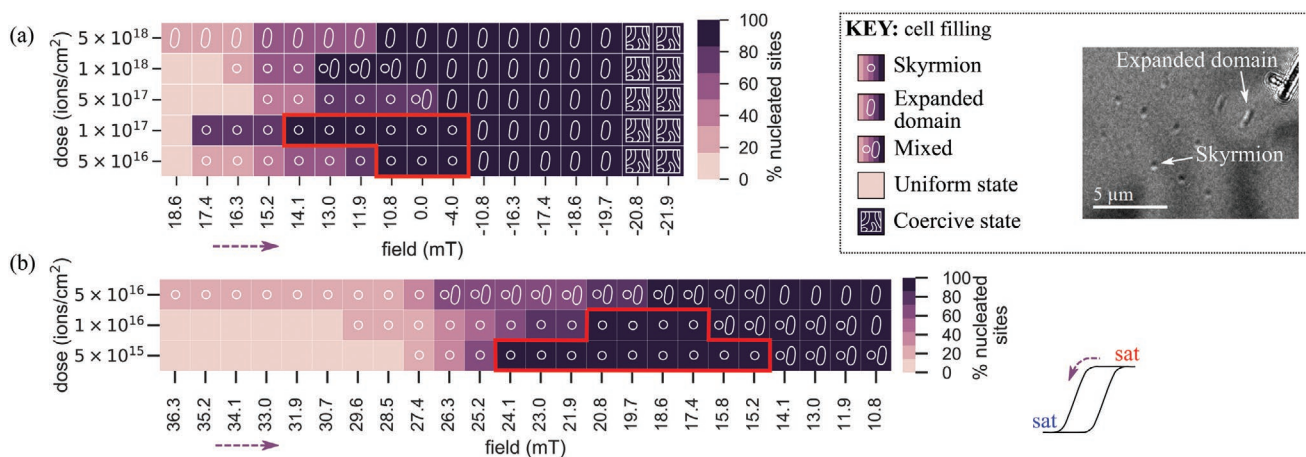 (a)
dose (ions/cm²)
5 × 10¹⁸
1 × 10¹⁸
5 × 10¹⁷
1 × 10¹⁷
5 × 10¹⁶
18.6 17.4 16.3 15.2 14.1 13.0 11.9 10.8 0.0 -4.0 -10.8 -16.3 -17.4 -18.6 -19.7 -20.8 -21.9
field (mT)
100
80
60
40
20
0
% nucleated sites
KEY: cell filling
Skyrmion
Expanded
domain
Mixed
Uniform state
Coercive state
Expanded domain
Skyrmion
5 µm
(b)
dose (ions/cm²)
5 × 10¹⁶
1 × 10¹⁶
5 × 10¹⁵
36.3 35.2 34.1 33.0 31.9 30.7 29.6 28.5 27.4 26.3 25.2 24.1 23.0 21.9 20.8 19.7 18.6 17.4 15.8 15.2 14.1 13.0 11.9 10.8
field (mT)
100
80
60
40
20
0
% nucleated
sites
sat
sat